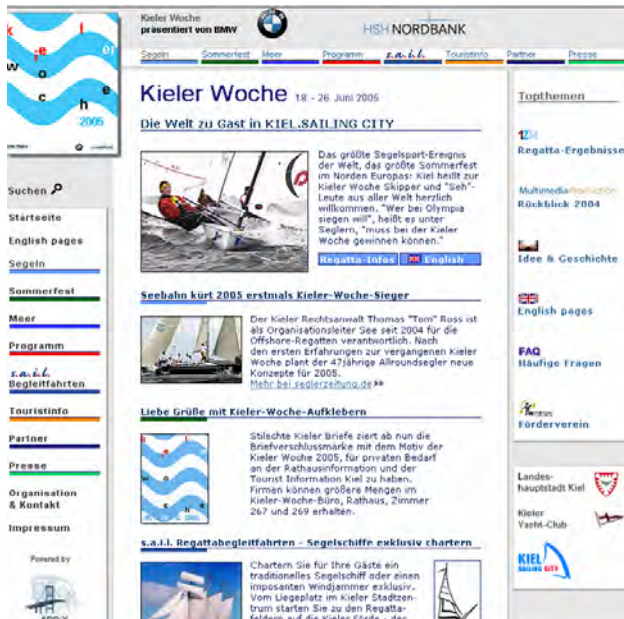 Kieler Woche
präsentiert von BMW
HSH NORDBANK
Segeln Sommerfest Meer Programm s.a.i.l. Touristinfo Partner Presse
k i e l er
w o c h e
2005
Suchen
Startseite
English pages
Segeln
Sommerfest
Meer
Programm
s.a.i.l.
Begleitfahrten
Touristinfo
Partner
Presse
Organisation
& Kontakt
Impressum
Powered by
Kieler Woche 18. - 26. Juni 2005
Die Welt zu Gast in KIEL.SAILING CITY
Das größte Segelsport-Ereignis
der Welt, das größte Sommerfest
im Norden Europas: Kiel heißt zur
Kieler Woche Skipper und "Seh"-
Leute aus aller Welt herzlich
willkommen. "Wer bei Olympia
siegen will", heißt es unter
Seglern, "muss bei der Kieler
Woche gewinnen können."
Regatta-Infos English
Seebahn kürt 2005 erstmals Kieler-Woche-Sieger
Der Kieler Rechtsanwalt Thomas "Tom" Ross ist
als Organisationsleiter See seit 2004 für die
Offshore-Regatten verantwortlich. Nach
den ersten Erfahrungen zur vergangenen Kieler
Woche plant der 47jährige Allroundsegler neue
Konzepte für 2005.
Mehr bei seglerzeitung.de
Liebe Grüße mit Kieler-Woche-Aufklebern
Stilechte Kieler Briefe ziert ab nun die
Briefverschlussmarke mit dem Motiv der
Kieler Woche 2005, für privaten Bedarf
an der Rathausinformation und der
Tourist Information Kiel zu haben.
Firmen können größere Mengen im
Kieler-Woche-Büro, Rathaus, Zimmer
267 und 269 erhalten.
s.a.i.l. Regattabegleitfahrten - Segelschiffe exklusiv chartern
Chartern Sie für Ihre Gäste ein
traditionelles Segelschiff oder einen
imposanten Windjammer exklusiv.
Vom Liegeplatz im Kieler Stadtzen-
trum starten Sie zu den Regatta-
feldern auf die Kieler Förde - der
Topthemen
1234
Regatta-Ergebnisse
MultimediaProduction
Rückblick 2004
Idee & Geschichte
English pages
FAQ
Häufige Fragen
Förderverein
Landes-
hauptstadt Kiel
Kieler
Yacht-Club
KIEL
SAILING CITY